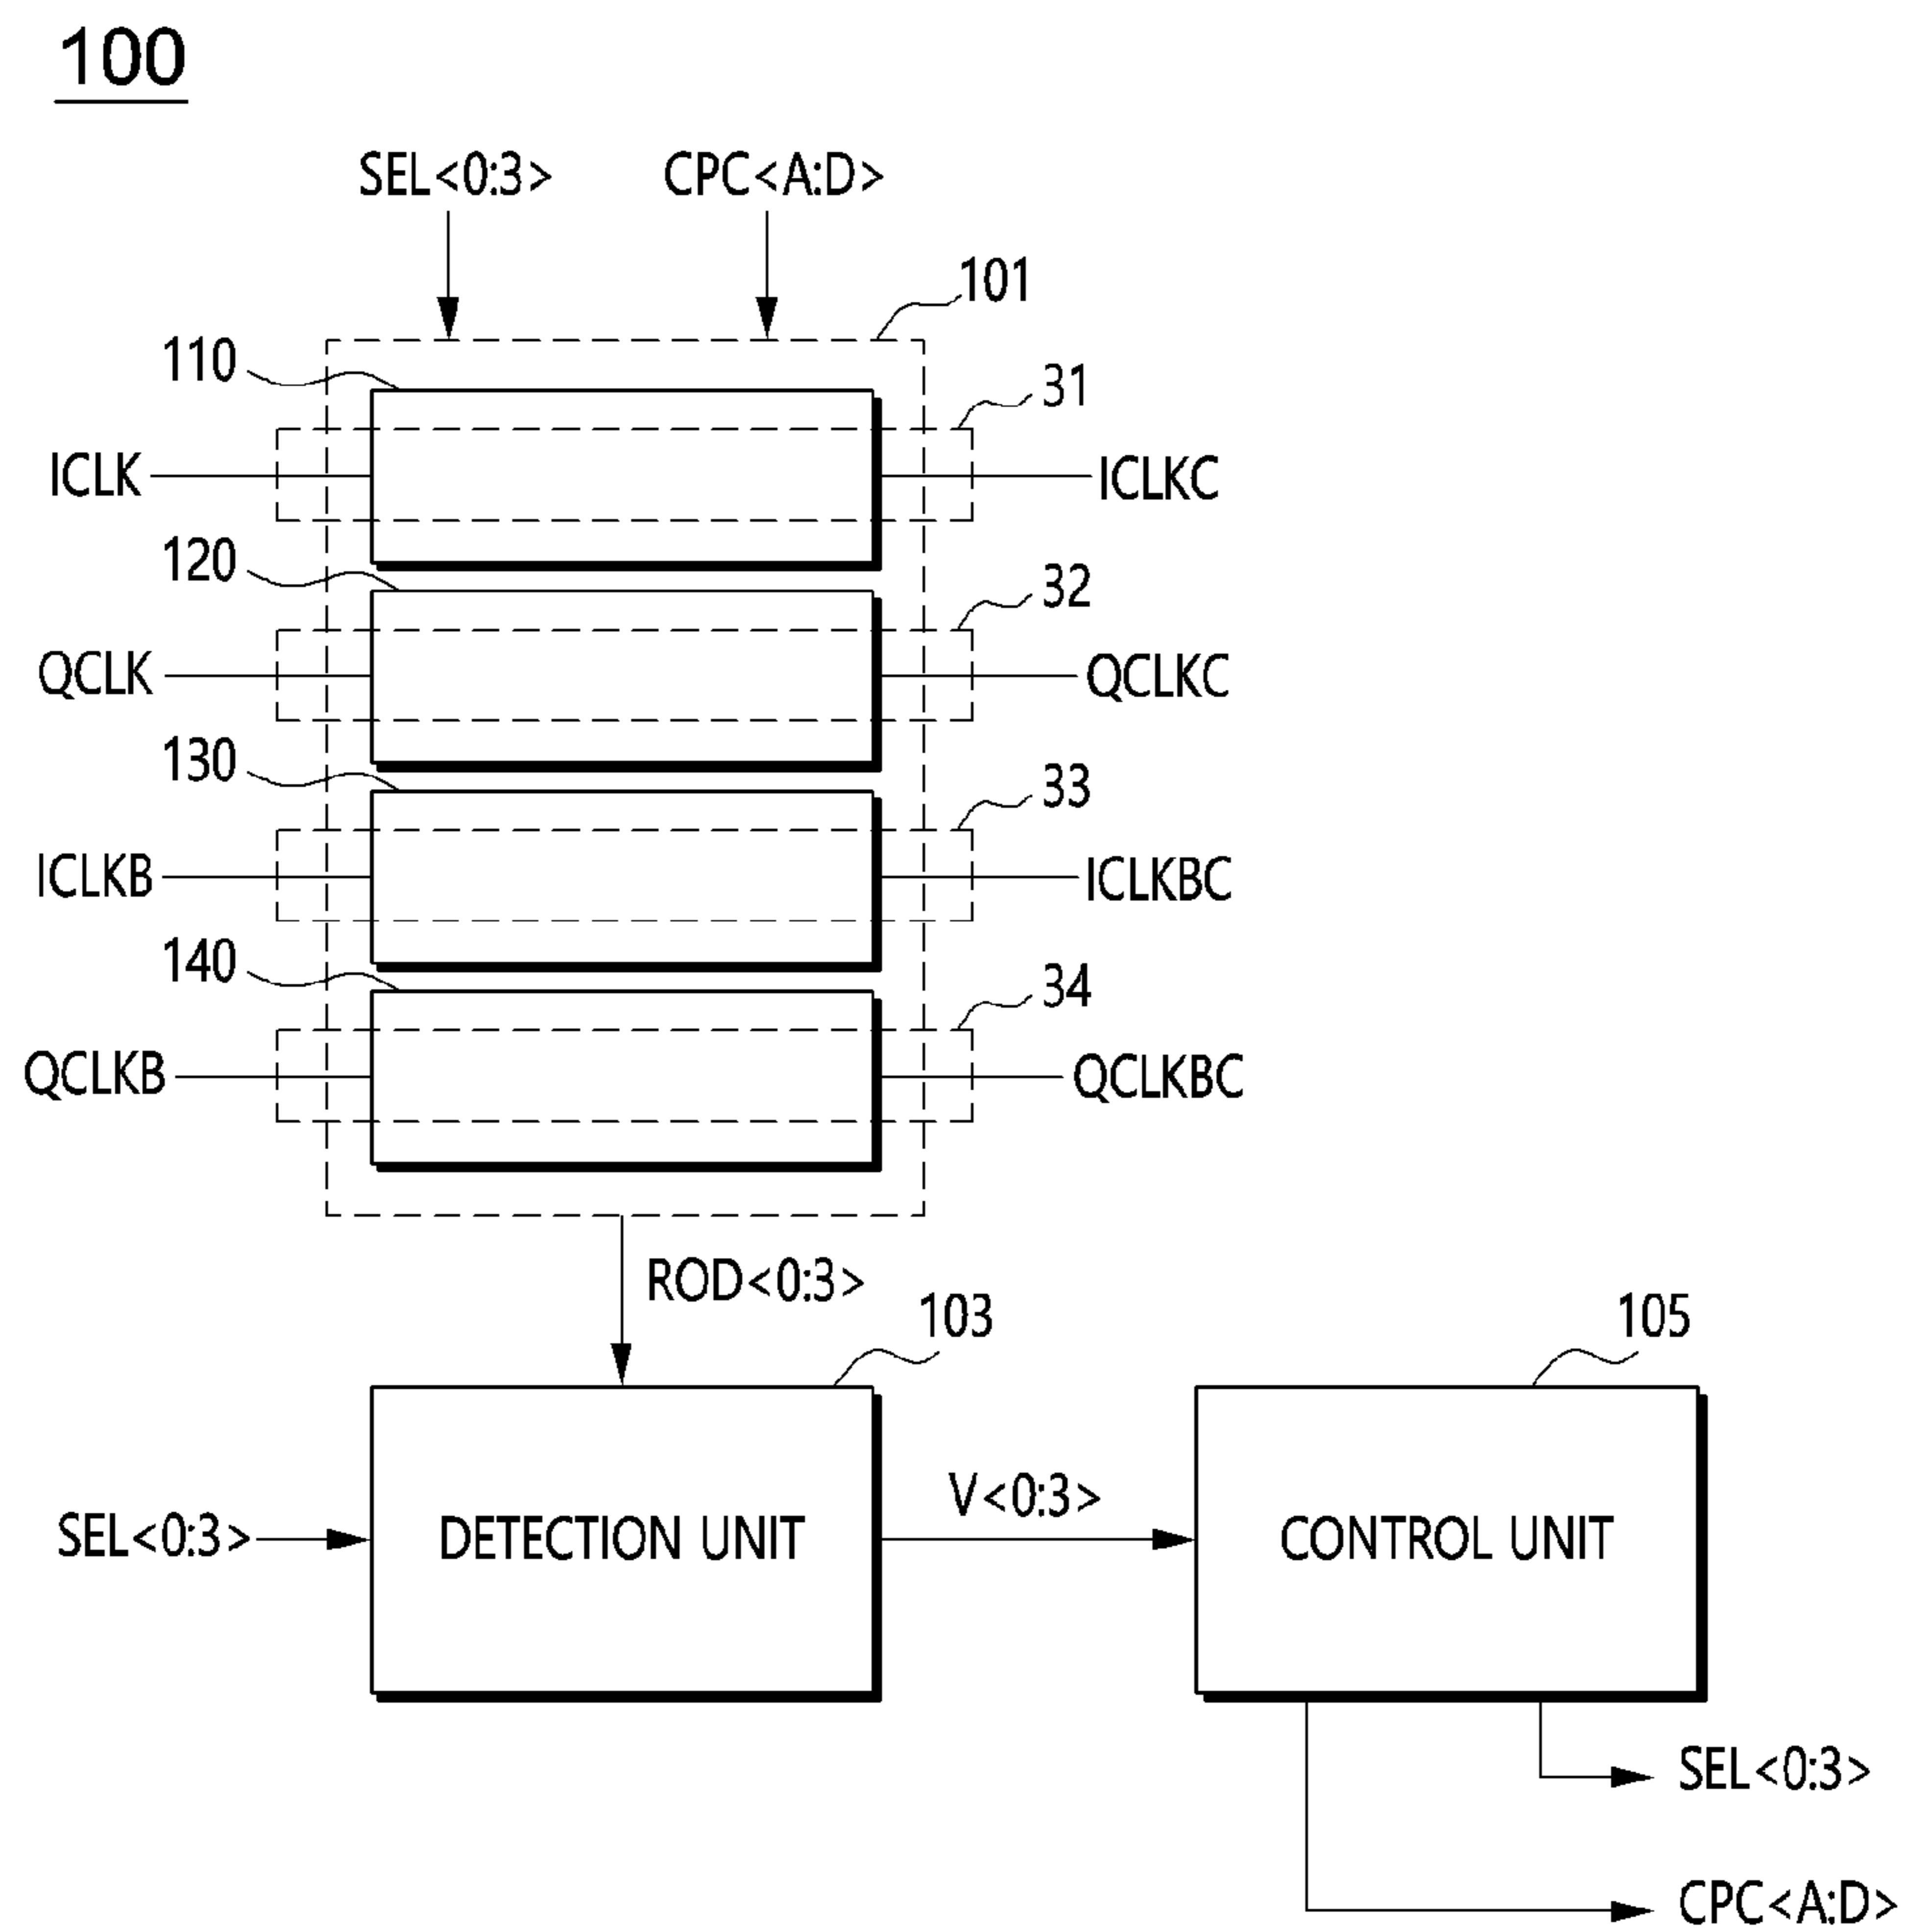 100
SEL<0:3> CPC<A:D>
101
110
31
ICLK ICLKC
120
32
QCLK QCLKC
130
33
ICLKB ICLKBC
140
34
QCLKB QCLKBC
ROD<0:3>
103
105
V<0:3>
SEL<0:3> DETECTION UNIT CONTROL UNIT
SEL<0:3>
CPC<A:D>